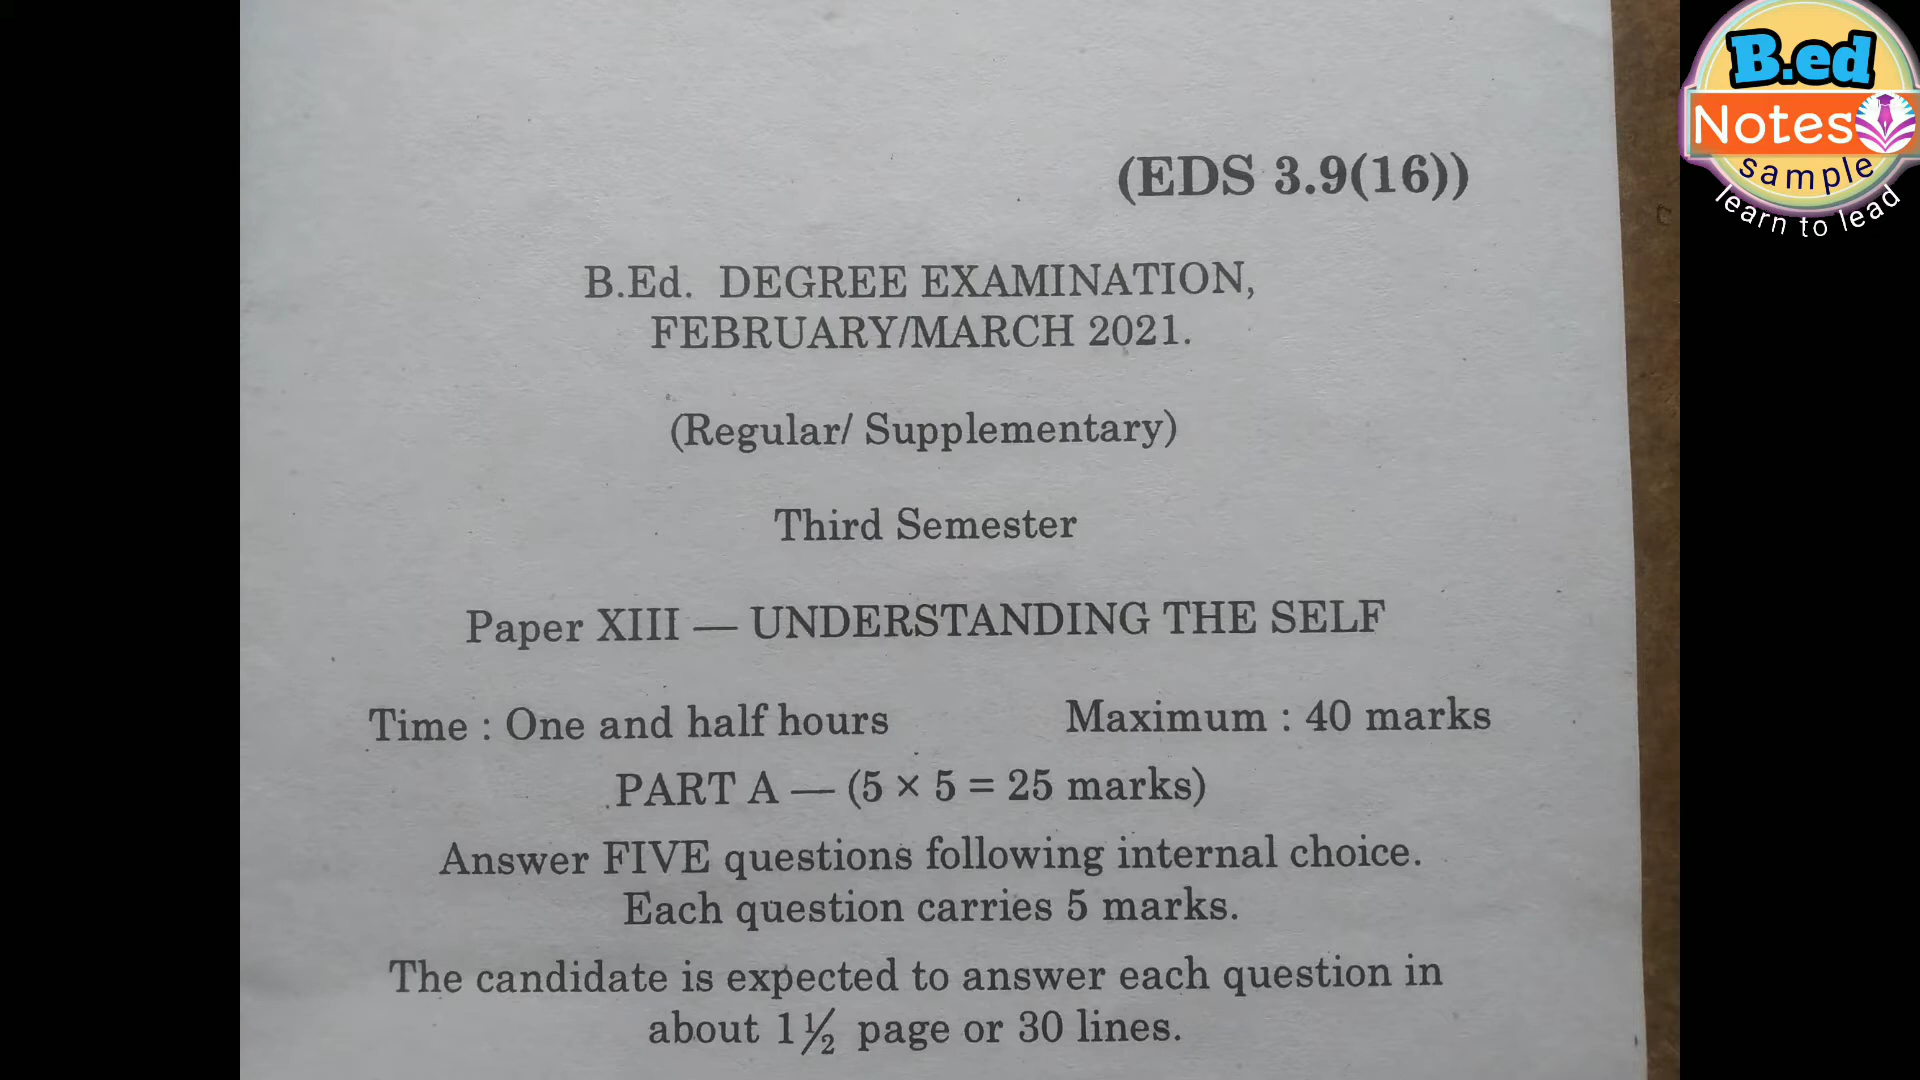 (EDS 3.9(16))
B.Ed. DEGREE EXAMINATION,
FEBRUARY/MARCH 2021.
(Regular/ Supplementary)
Third Semester
Paper XIII — UNDERSTANDING THE SELF
Time : One and half hours Maximum : 40 marks
PART A — (5 × 5 = 25 marks)
Answer FIVE questions following internal choice.
Each question carries 5 marks.
The candidate is expected to answer each question in
about 1½ page or 30 lines.
B.ed
Notes
sample
learn to lead